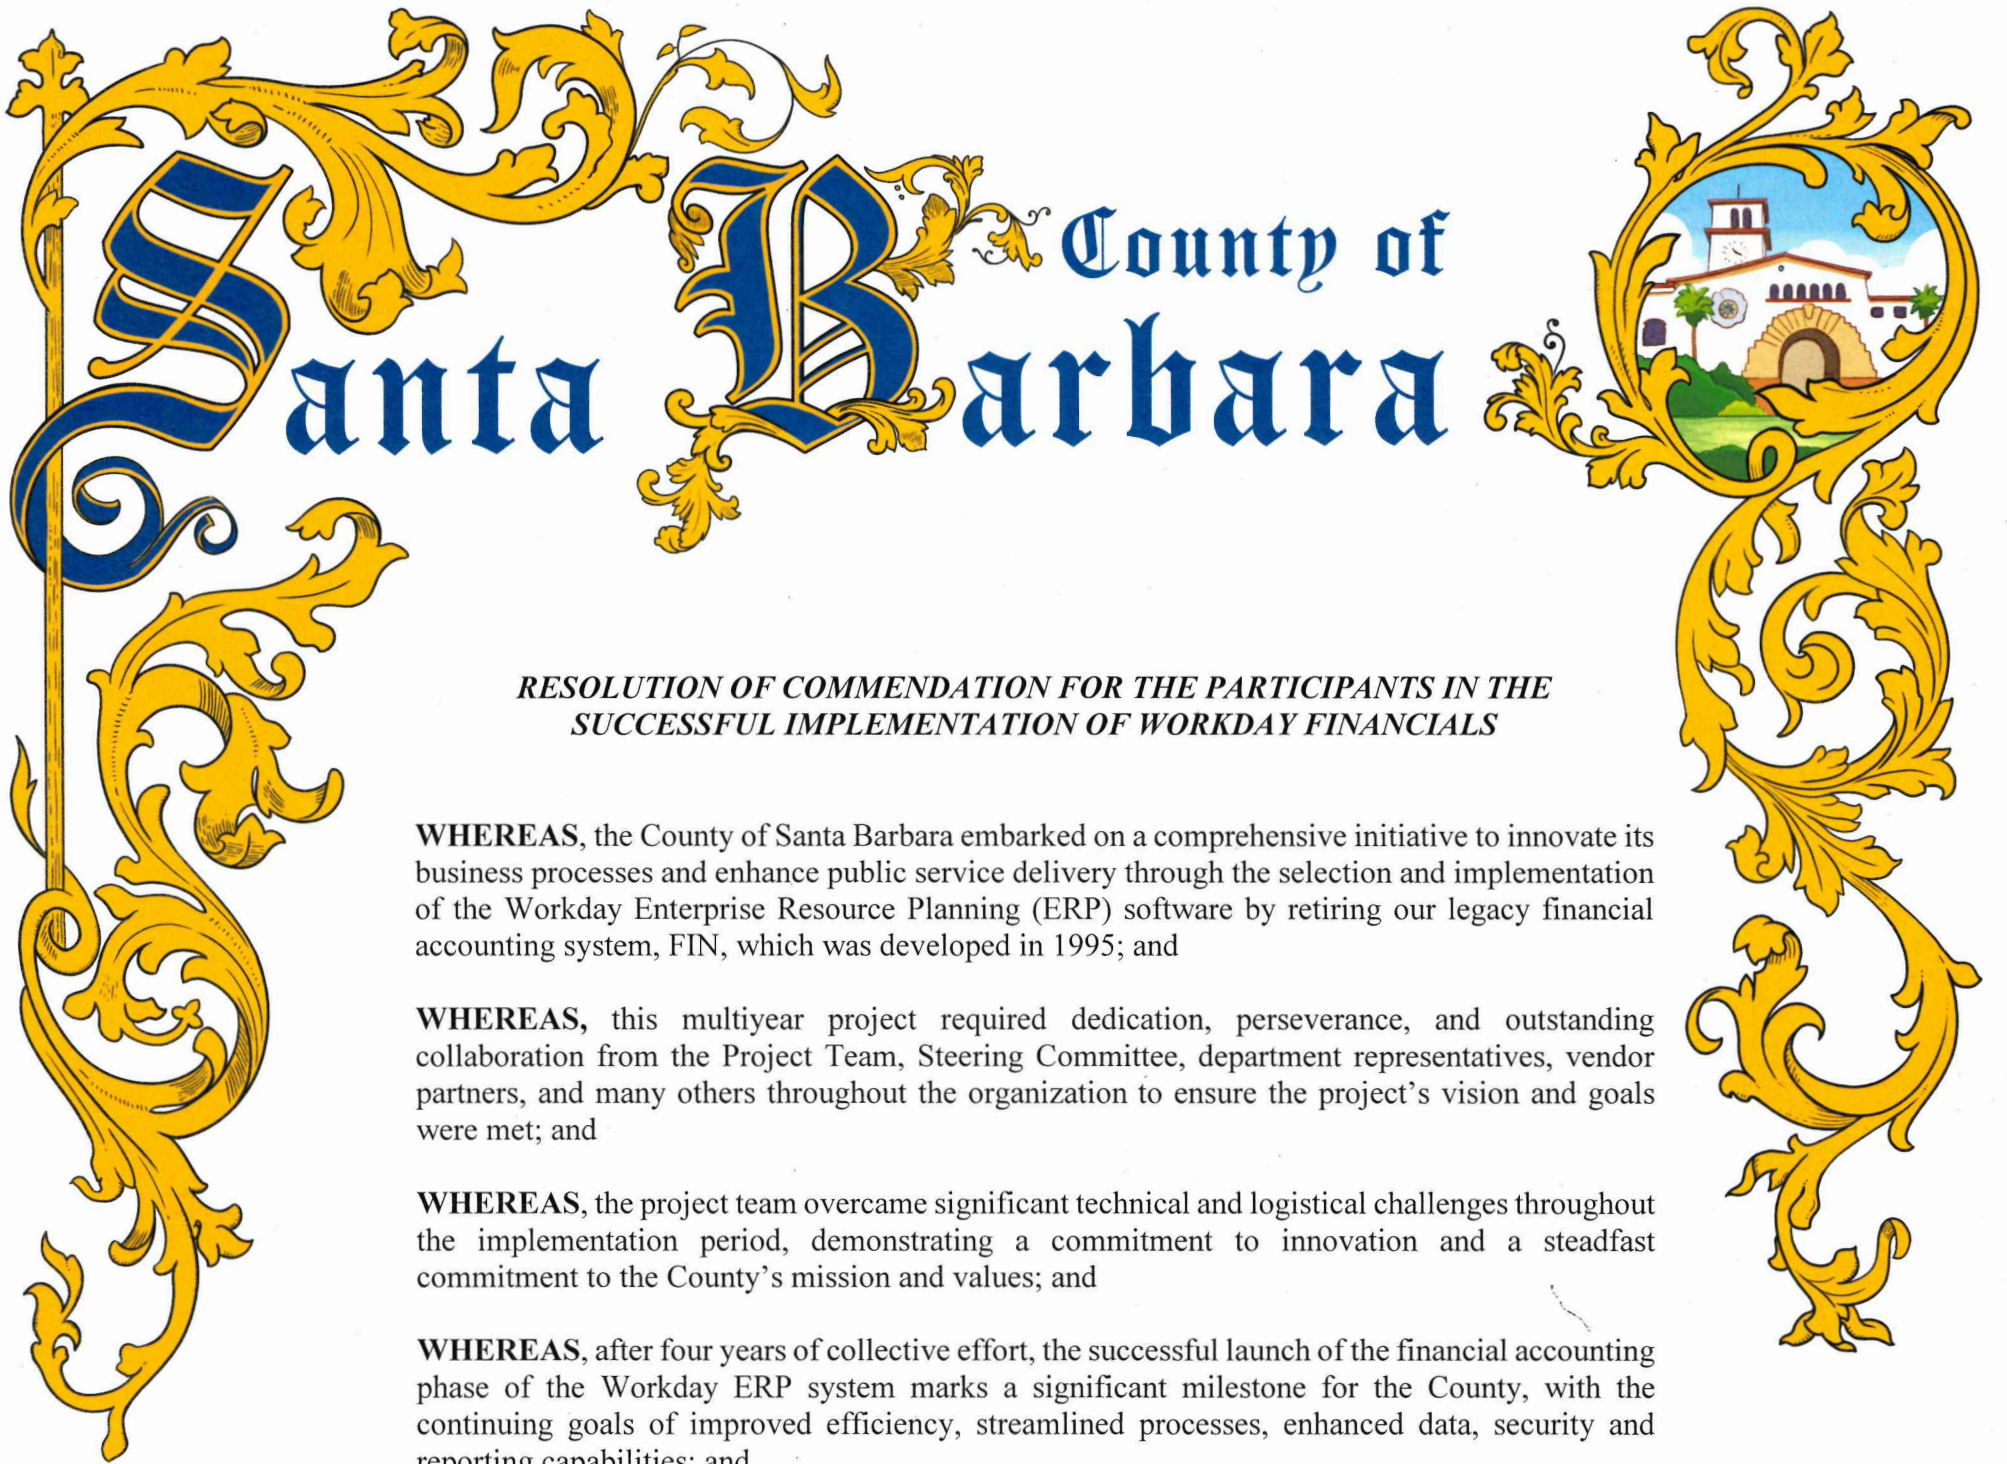 County of
Santa Barbara
RESOLUTION OF COMMENDATION FOR THE PARTICIPANTS IN THE
SUCCESSFUL IMPLEMENTATION OF WORKDAY FINANCIALS
WHEREAS, the County of Santa Barbara embarked on a comprehensive initiative to innovate its
business processes and enhance public service delivery through the selection and implementation
of the Workday Enterprise Resource Planning (ERP) software by retiring our legacy financial
accounting system, FIN, which was developed in 1995; and
WHEREAS, this multiyear project required dedication, perseverance, and outstanding
collaboration from the Project Team, Steering Committee, department representatives, vendor
partners, and many others throughout the organization to ensure the project's vision and goals
were met; and
WHEREAS, the project team overcame significant technical and logistical challenges throughout
the implementation period, demonstrating a commitment to innovation and a steadfast
commitment to the County's mission and values; and
WHEREAS, after four years of collective effort, the successful launch of the financial accounting
phase of the Workday ERP system marks a significant milestone for the County, with the
continuing goals of improved efficiency, streamlined processes, enhanced data, security and
reporting capabilities; and